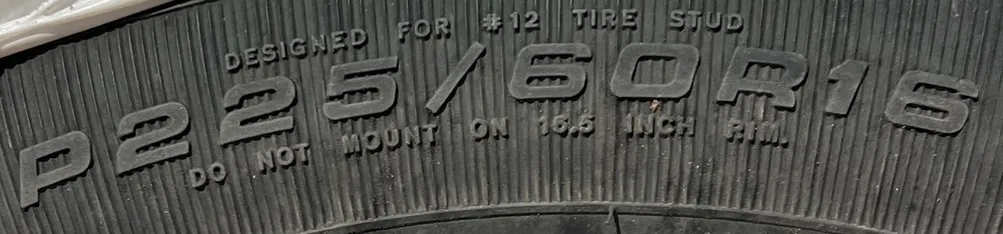 DESIGNED FOR #12 TIRE STUD
P225/60R16
DO NOT MOUNT ON 16.5 INCH RIM.